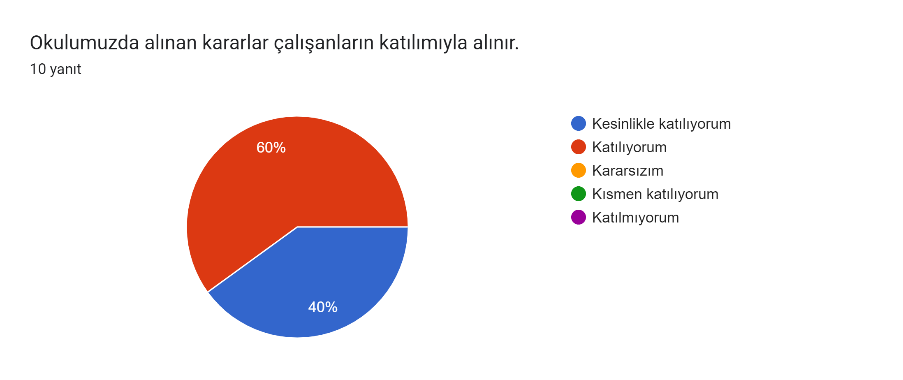 Okulumuzda alınan kararlar çalışanların katılımıyla alınır.
10 yanıt
60%
40%
Kesinlikle katılıyorum
Katılıyorum
Kararsızım
Kısmen katılıyorum
Katılmıyorum